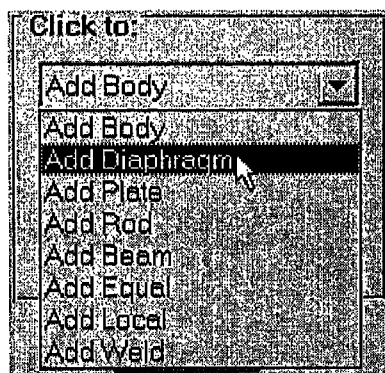 Click to:
Add Body
Add Body
Add Diaphragm
Add Plate
Add Rod
Add Beam
Add Equal
Add Local
Add Weld